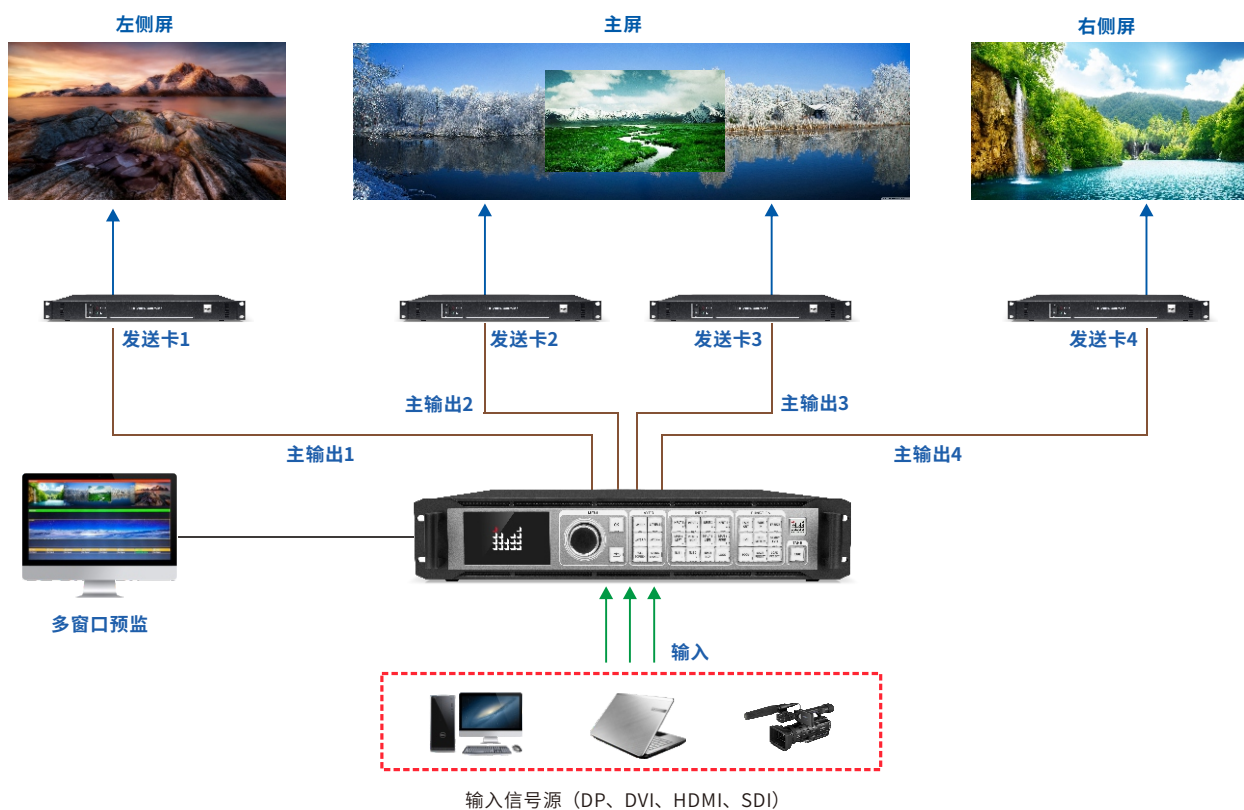 左侧屏
主屏
右侧屏
发送卡1
发送卡2
发送卡3
发送卡4
主输出2
主输出3
主输出1
主输出4
多窗口预监
输入
输入信号源（DP、DVI、HDMI、SDI）